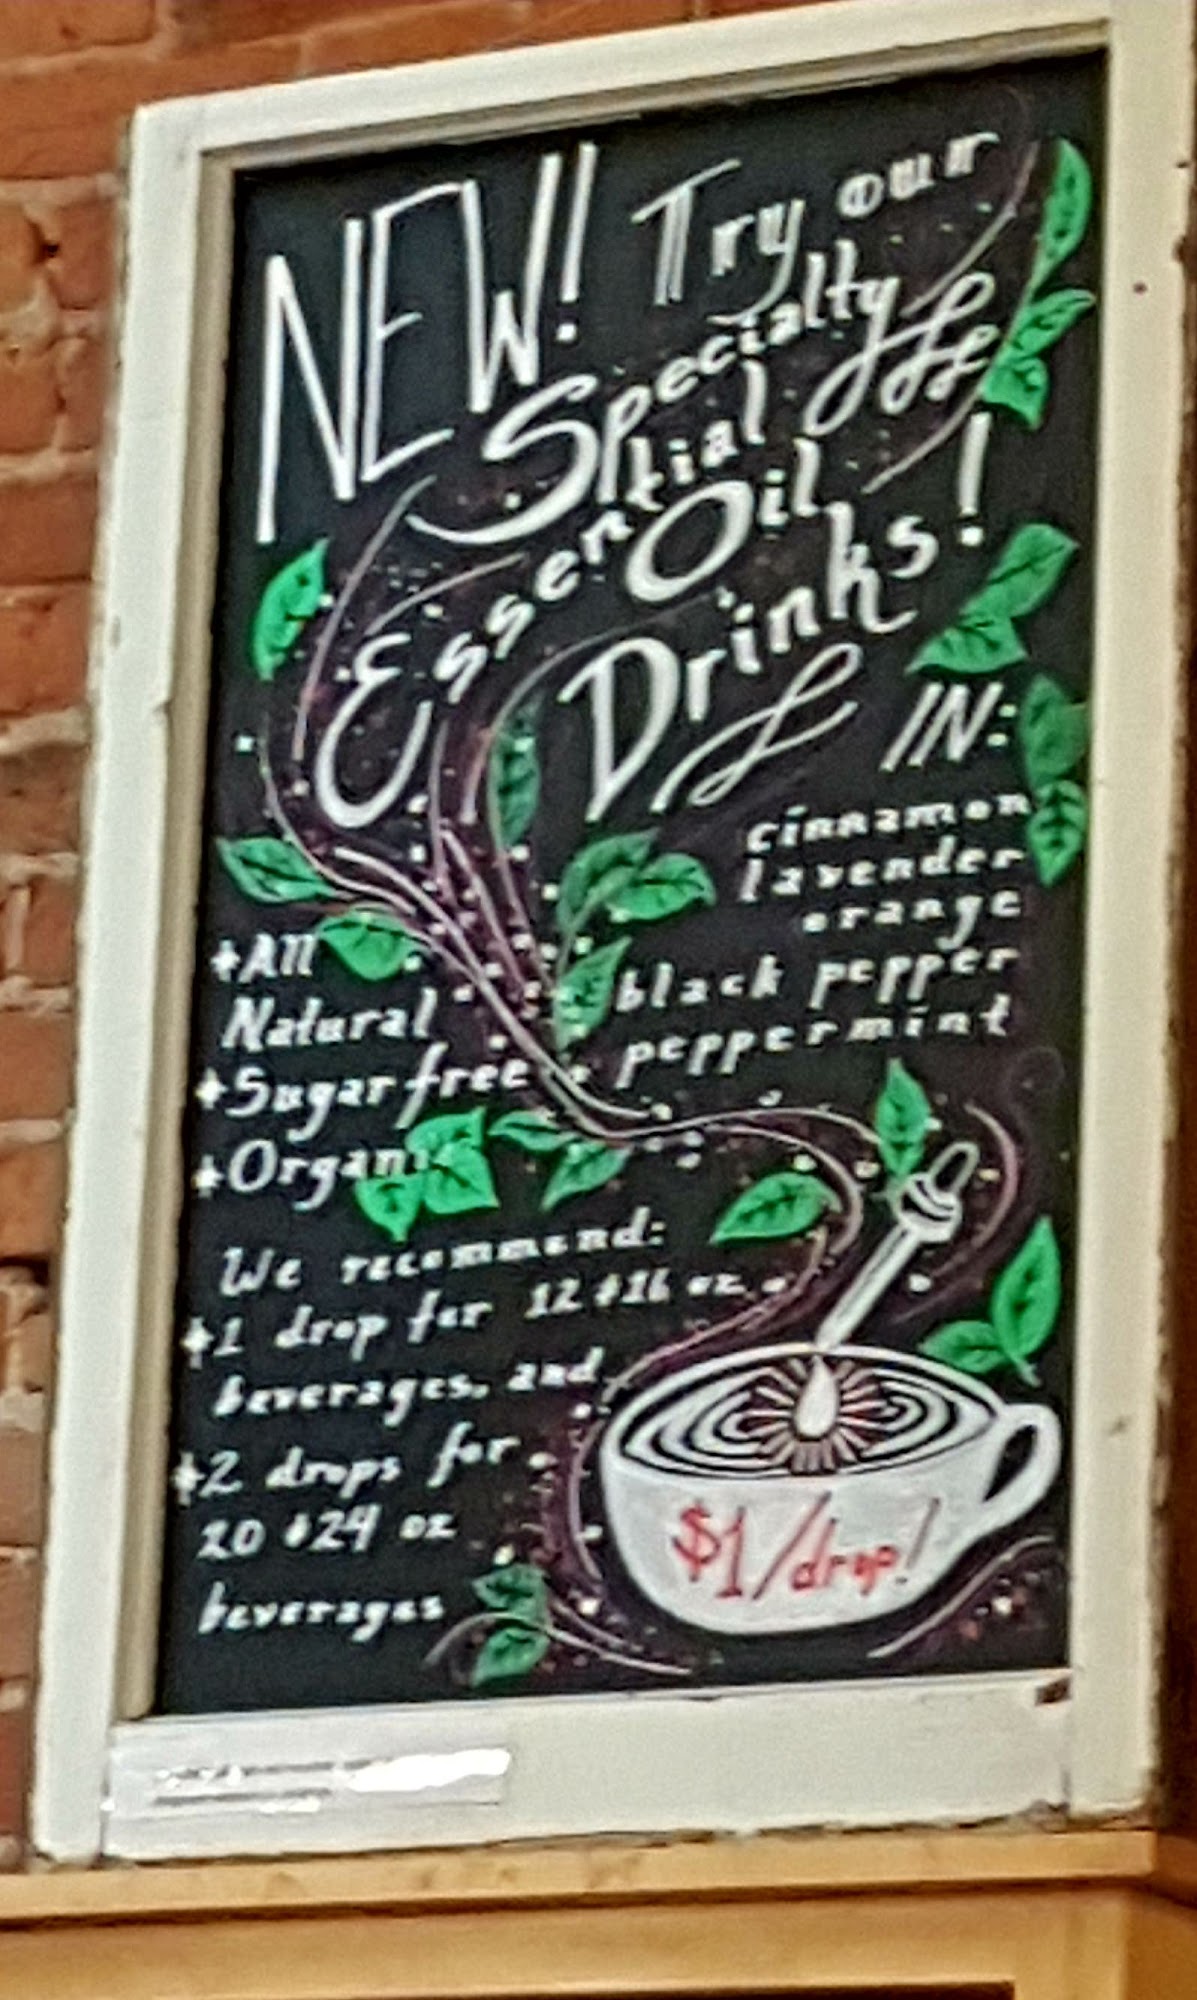 NEW! Try our
Specialty
Essential Oil
Drinks!
IN:
cinnamon
lavender
orange
black pepper
peppermint
+All
Natural
+Sugar free
+Organic
We recommend:
+1 drop for 12 & 16 oz
beverages, and
+2 drops for
20 & 24 oz
beverages
$1/drop!